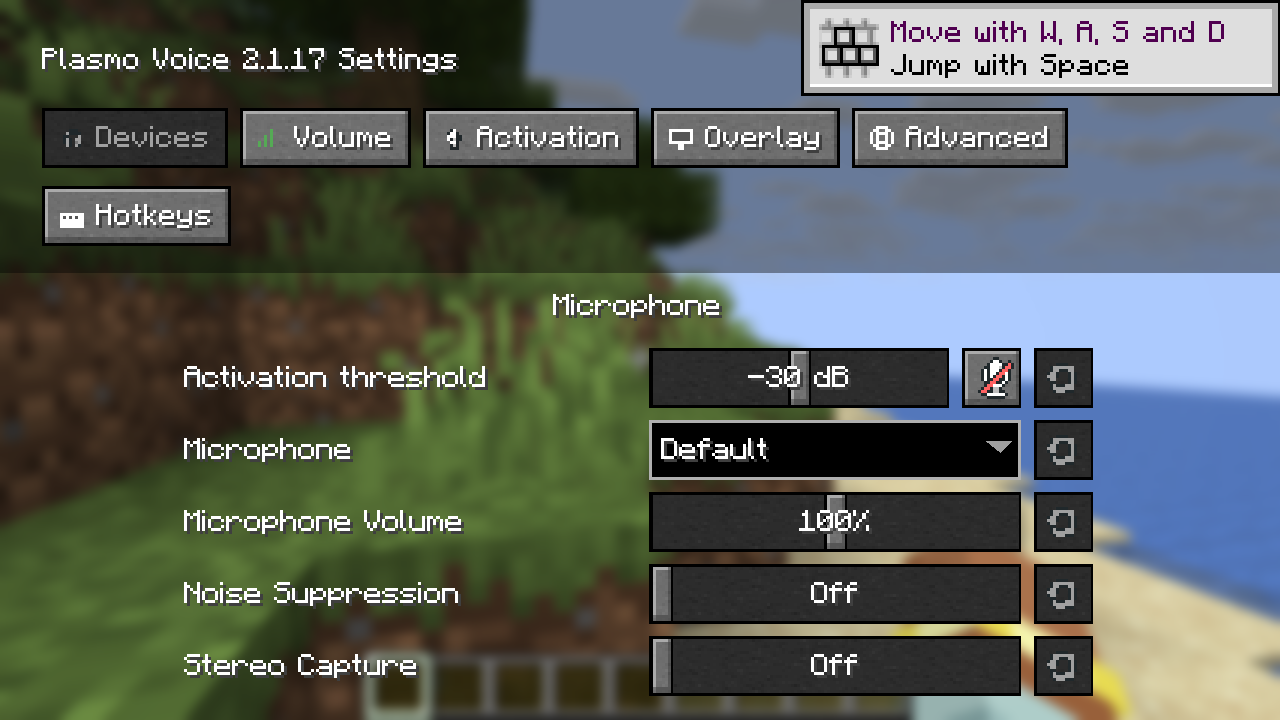 Plasmo Voice 2.1.17 Settings
Move with W, A, S and D
Jump with Space
Devices
Volume
Activation
Overlay
Advanced
Hotkeys
Microphone
Activation threshold
-30 dB
Microphone
Default
Microphone Volume
100%
Noise Suppression
Off
Stereo Capture
Off